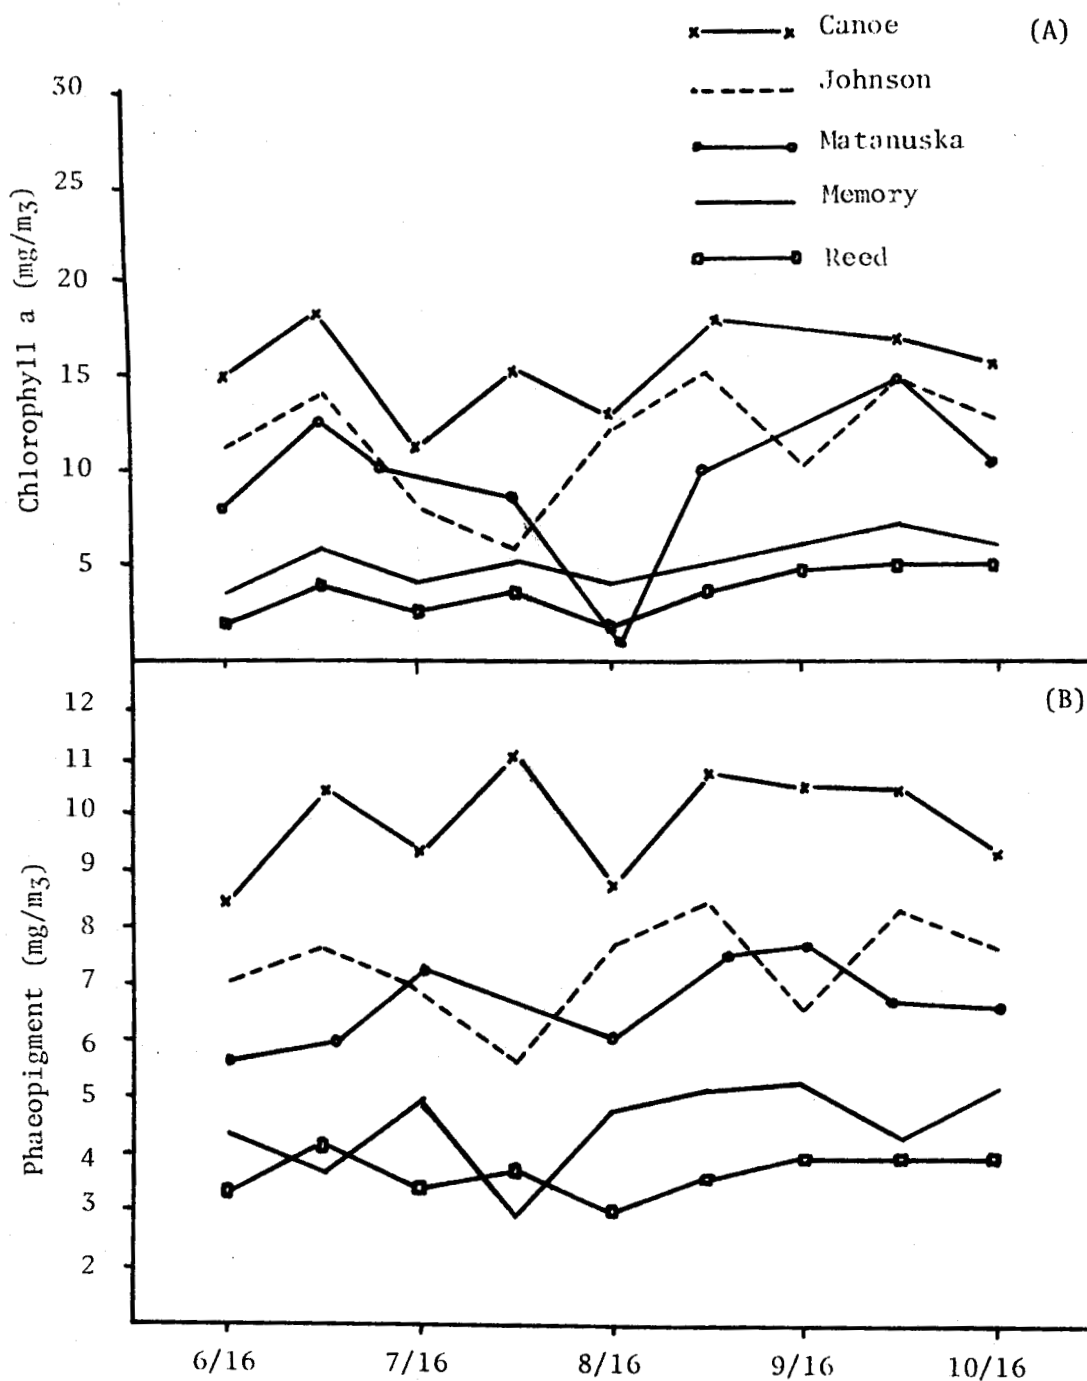 Canoe
(A)
Johnson
Matanuska
Memory
Reed
30
25
20
15
10
5
Chlorophyll a (mg/m3)
(B)
12
11
10
9
8
7
6
5
4
3
2
Phaeopigment (mg/m3)
6/16 7/16 8/16 9/16 10/16